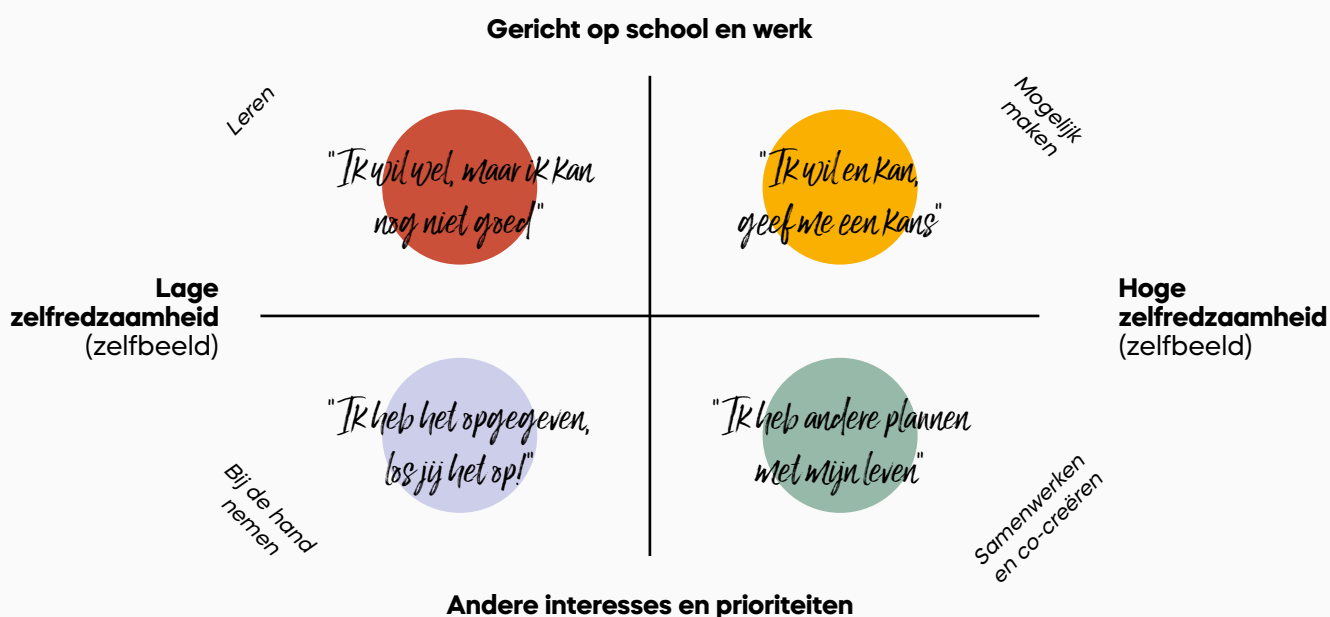 Gericht op school en werk
Leren
Mogelijk
maken
"Ik wil wel, maar ik kan
nog niet goed"
"Ik wil en kan,
geef me een kans"
Lage
zelfredzaamheid
(zelfbeeld)
Hoge
zelfredzaamheid
(zelfbeeld)
"Ik heb het opgegeven,
los jij het op!"
"Ik heb andere plannen
met mijn leven"
Bij de hand
nemen
Samenwerken
en co-creëren
Andere interesses en prioriteiten